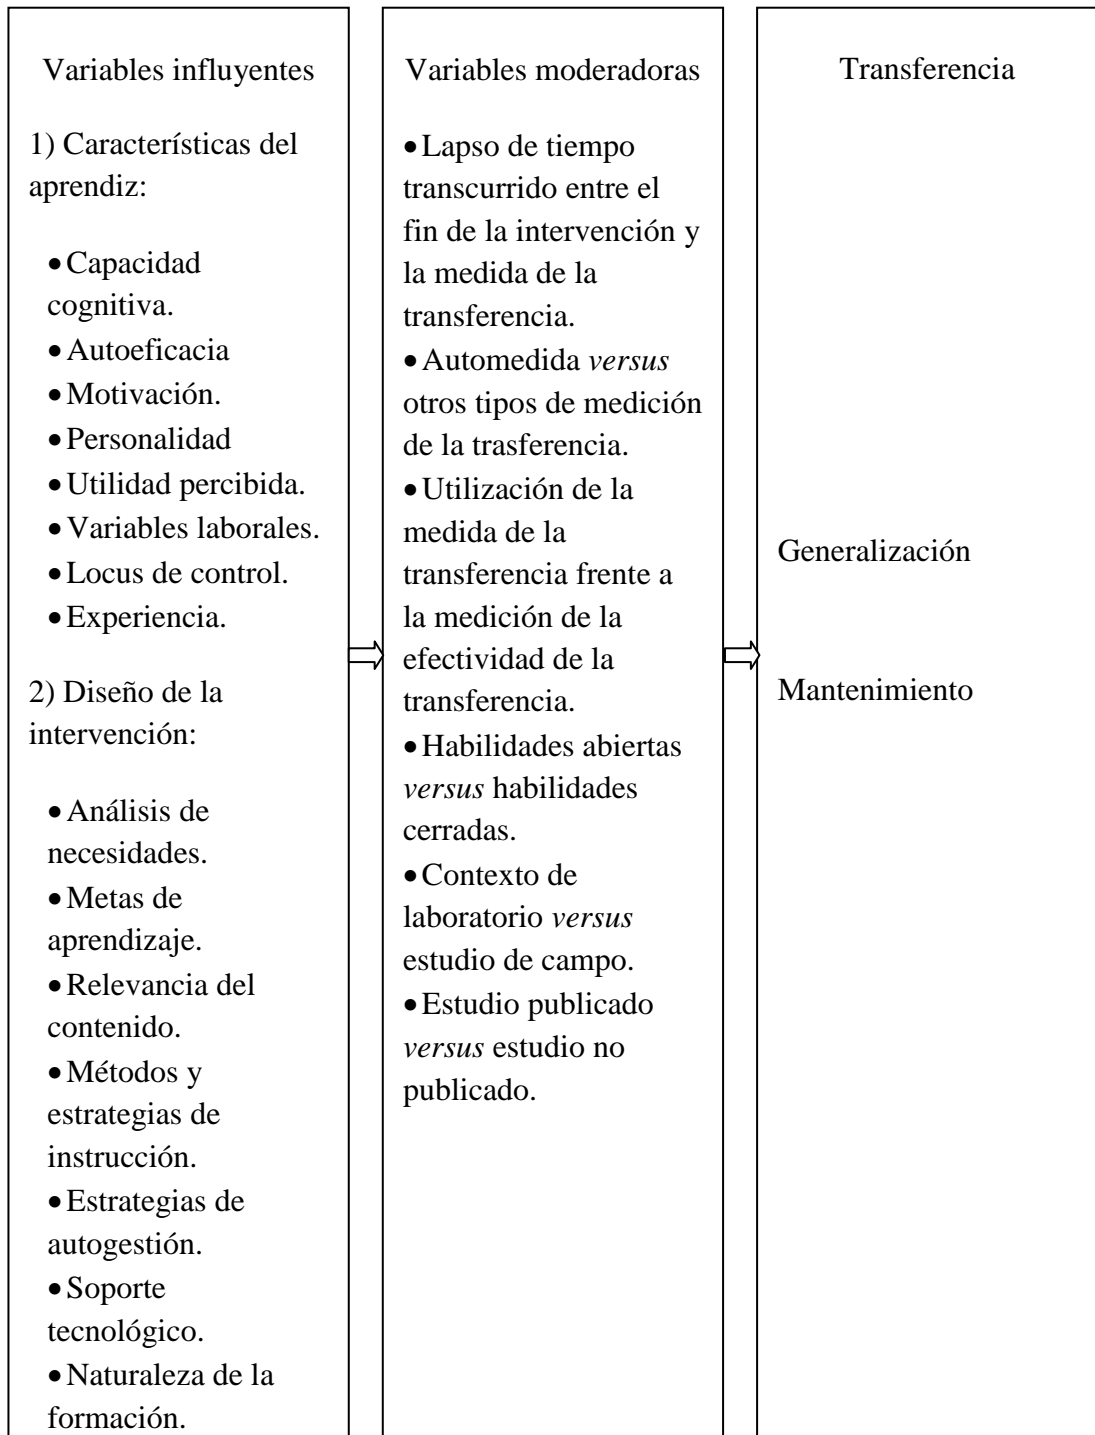 Variables influyentes
1) Características del
aprendiz:
•Capacidad
cognitiva.
•Autoeficacia
•Motivación.
•Personalidad
•Utilidad percibida.
•Variables laborales.
•Locus de control.
•Experiencia.
2) Diseño de la
intervención:
•Análisis de
necesidades.
•Metas de
aprendizaje.
•Relevancia del
contenido.
•Métodos y
estrategias de
instrucción.
•Estrategias de
autogestión.
•Soporte
tecnológico.
•Naturaleza de la
formación.
Variables moderadoras
•Lapso de tiempo
transcurrido entre el
fin de la intervención y
la medida de la
transferencia.
•Automedida versus
otros tipos de medición
de la trasferencia.
•Utilización de la
medida de la
transferencia frente a
la medición de la
efectividad de la
transferencia.
•Habilidades abiertas
versus habilidades
cerradas.
•Contexto de
laboratorio versus
estudio de campo.
•Estudio publicado
versus estudio no
publicado.
Transferencia
Generalización
Mantenimiento